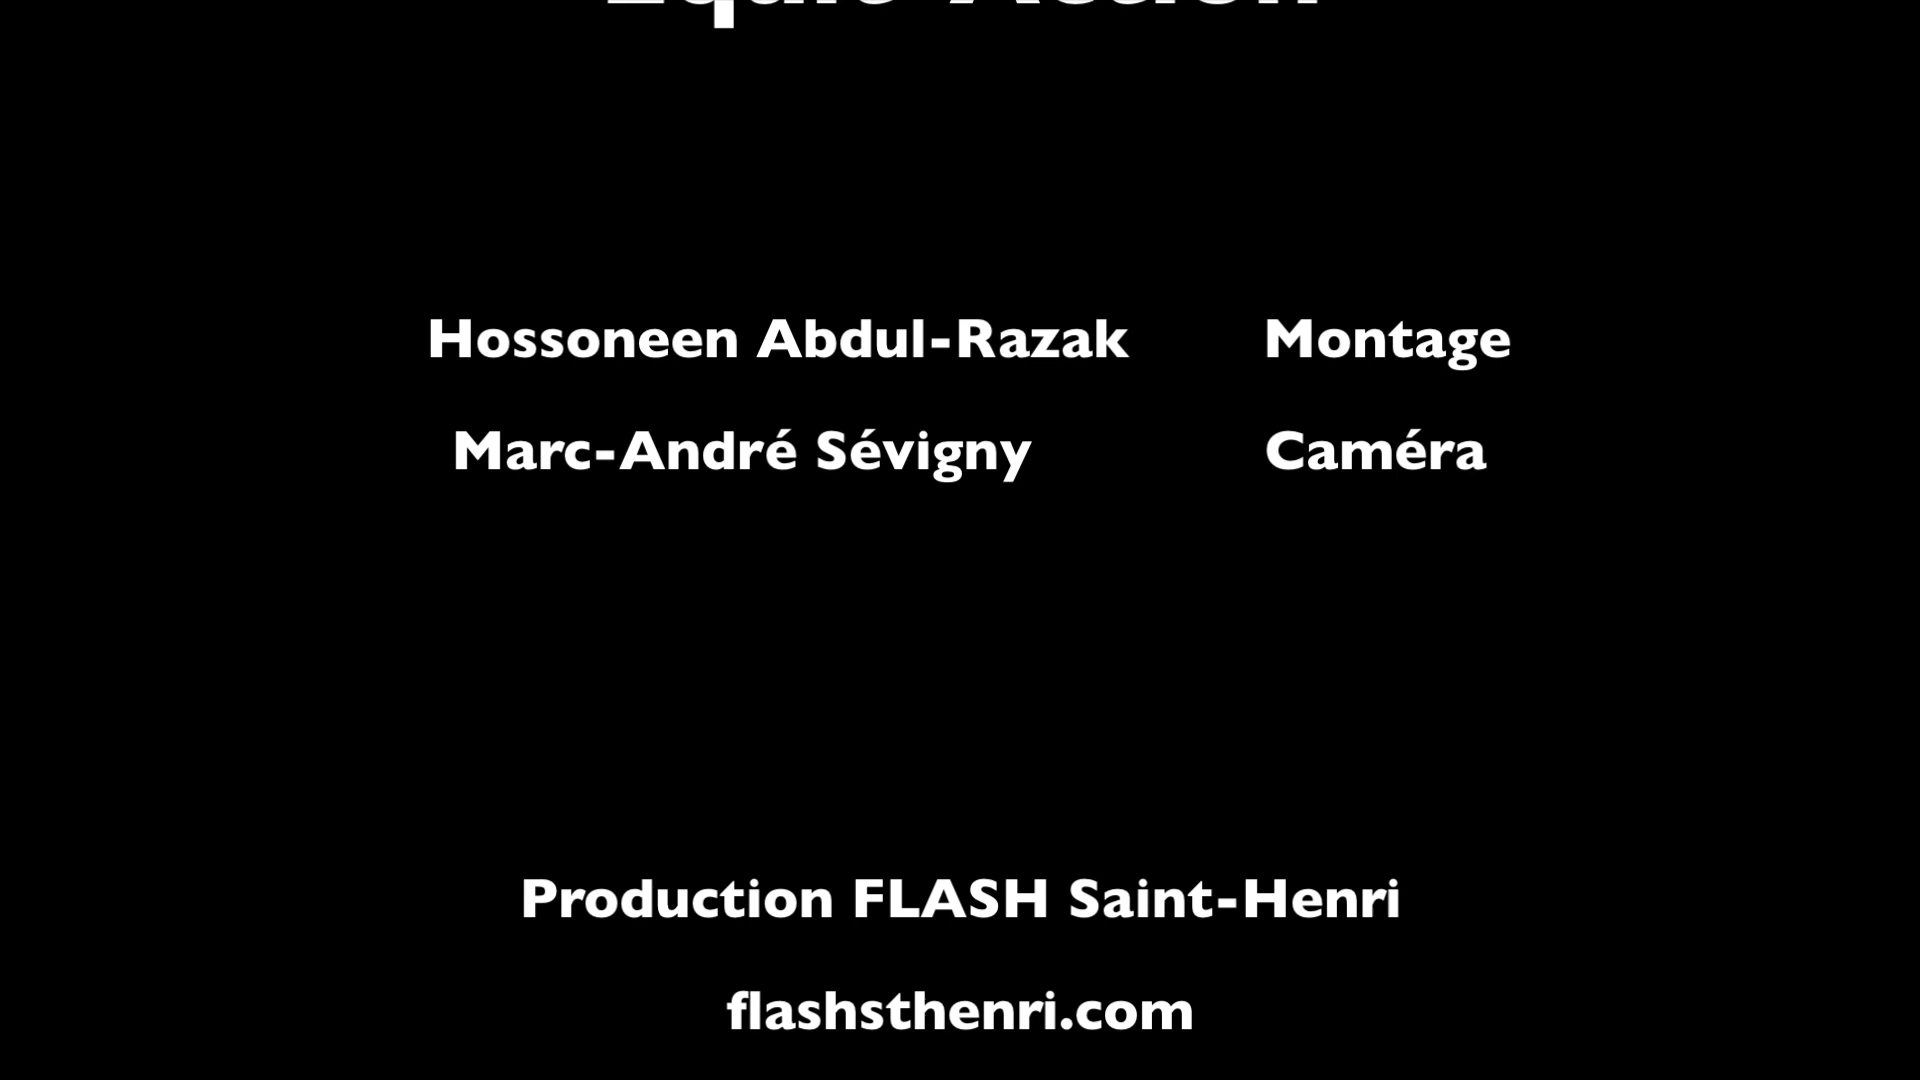 Hossoneen Abdul-Razak Montage
Marc-André Sévigny Caméra
Production FLASH Saint-Henri
flashsthenri.com